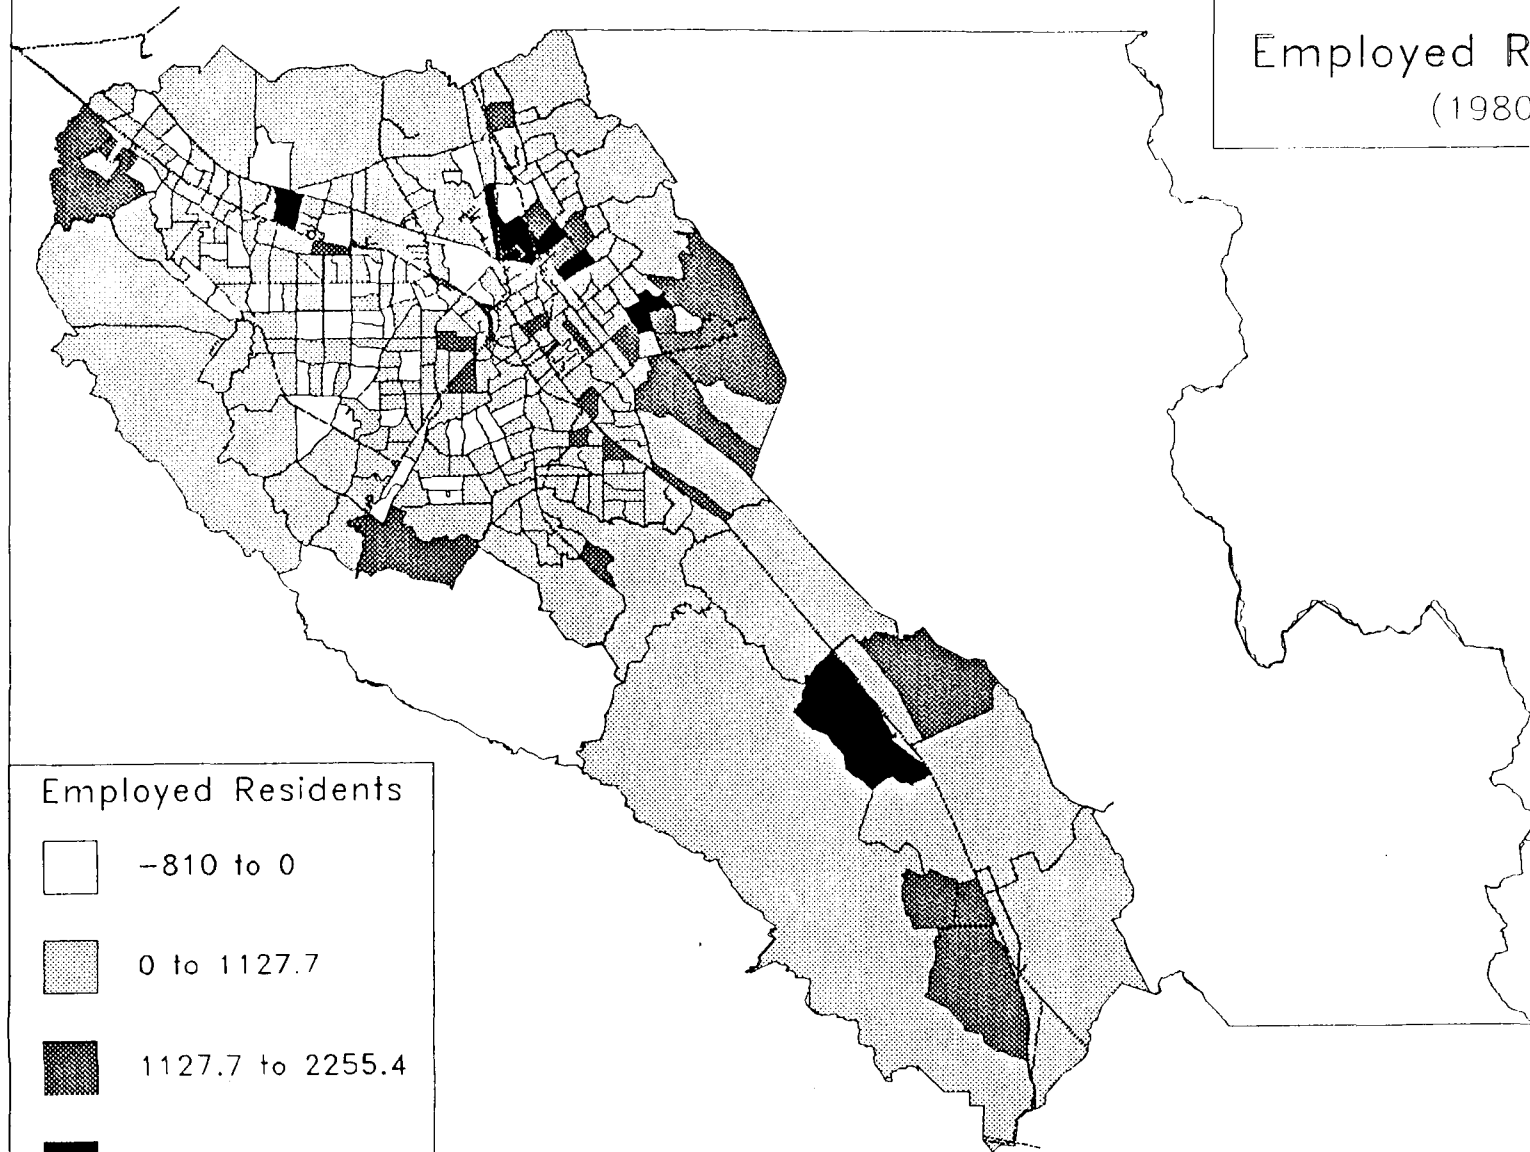 Employed R
(1980
Employed Residents
-810 to 0
0 to 1127.7
1127.7 to 2255.4